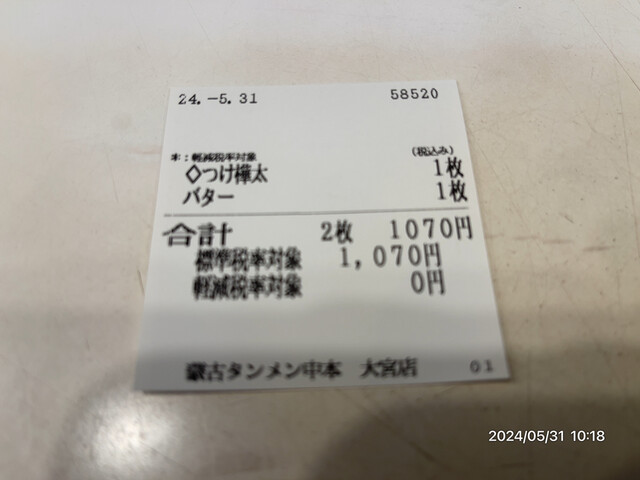 24.-5.31 58520
*:軽減税率対象 (税込み)
◇つけ樺太 1枚
バター 1枚
合計 2枚 1070円
標準税率対象 1,070円
軽減税率対象 0円
蒙古タンメン中本 大宮店 01
2024/05/31 10:18